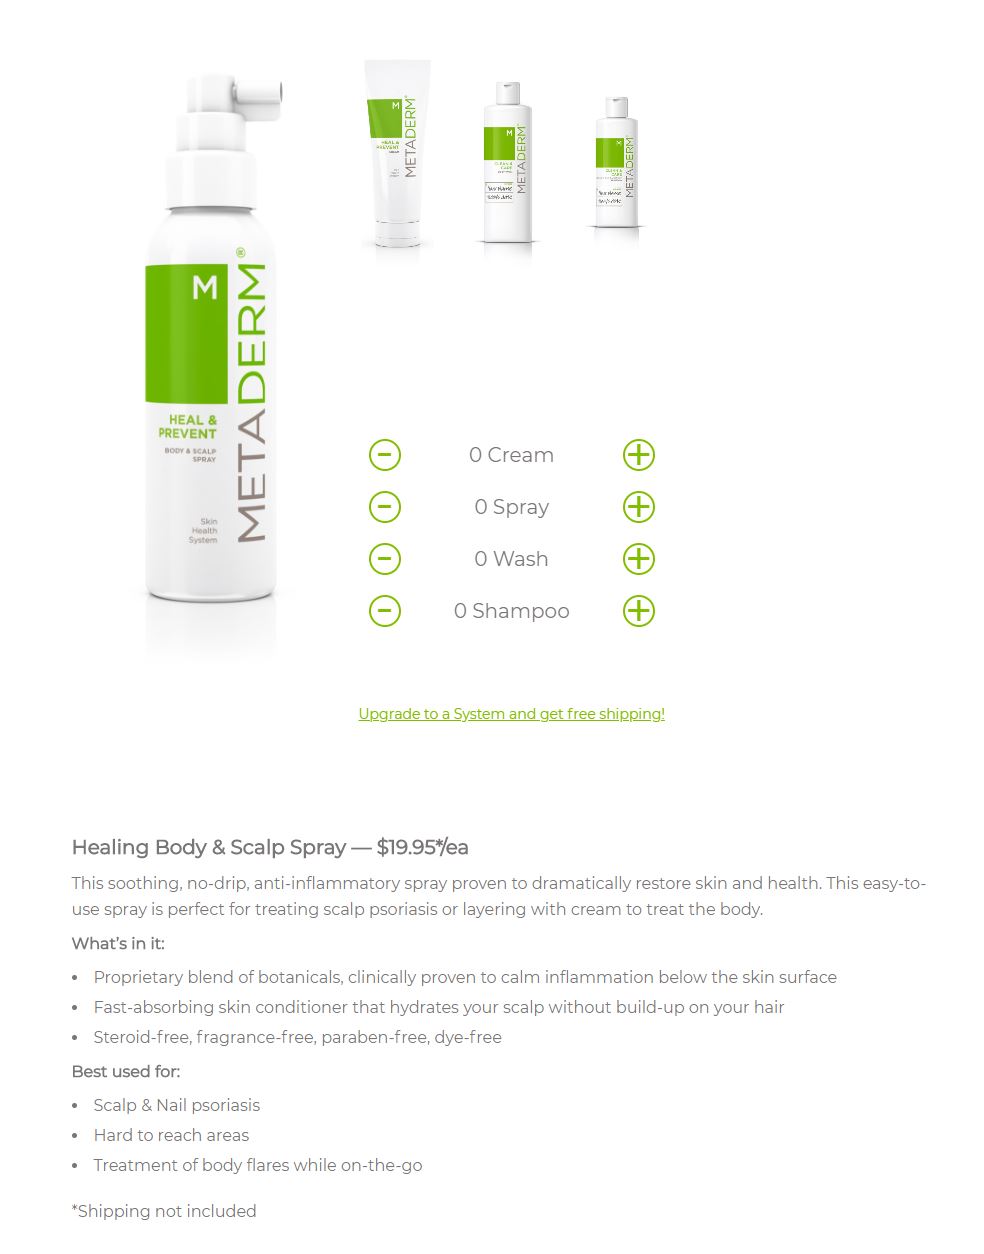 M
METADERM®
HEAL &
PREVENT
BODY & SCALP
SPRAY
Skin
Health
System
M
HEAL &
PREVENT
METADERM®
M
CLEAN &
CARE
METADERM®
Your Name
M
CLEAN &
CARE
METADERM®
Your Name
0 Cream
0 Spray
0 Wash
0 Shampoo
Upgrade to a System and get free shipping!
Healing Body & Scalp Spray — $19.95*/ea
This soothing, no-drip, anti-inflammatory spray proven to dramatically restore skin and health. This easy-to-
use spray is perfect for treating scalp psoriasis or layering with cream to treat the body.
What's in it:
• Proprietary blend of botanicals, clinically proven to calm inflammation below the skin surface
• Fast-absorbing skin conditioner that hydrates your scalp without build-up on your hair
• Steroid-free, fragrance-free, paraben-free, dye-free
Best used for:
• Scalp & Nail psoriasis
• Hard to reach areas
• Treatment of body flares while on-the-go
*Shipping not included